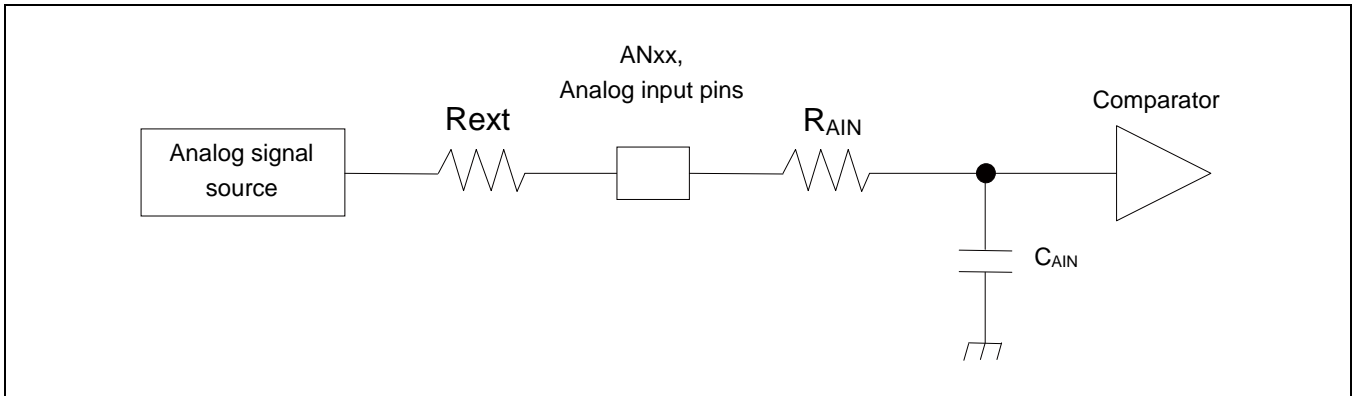 ANxx,
Analog input pins
Comparator
Rext
RAIN
Analog signal
source
CAIN